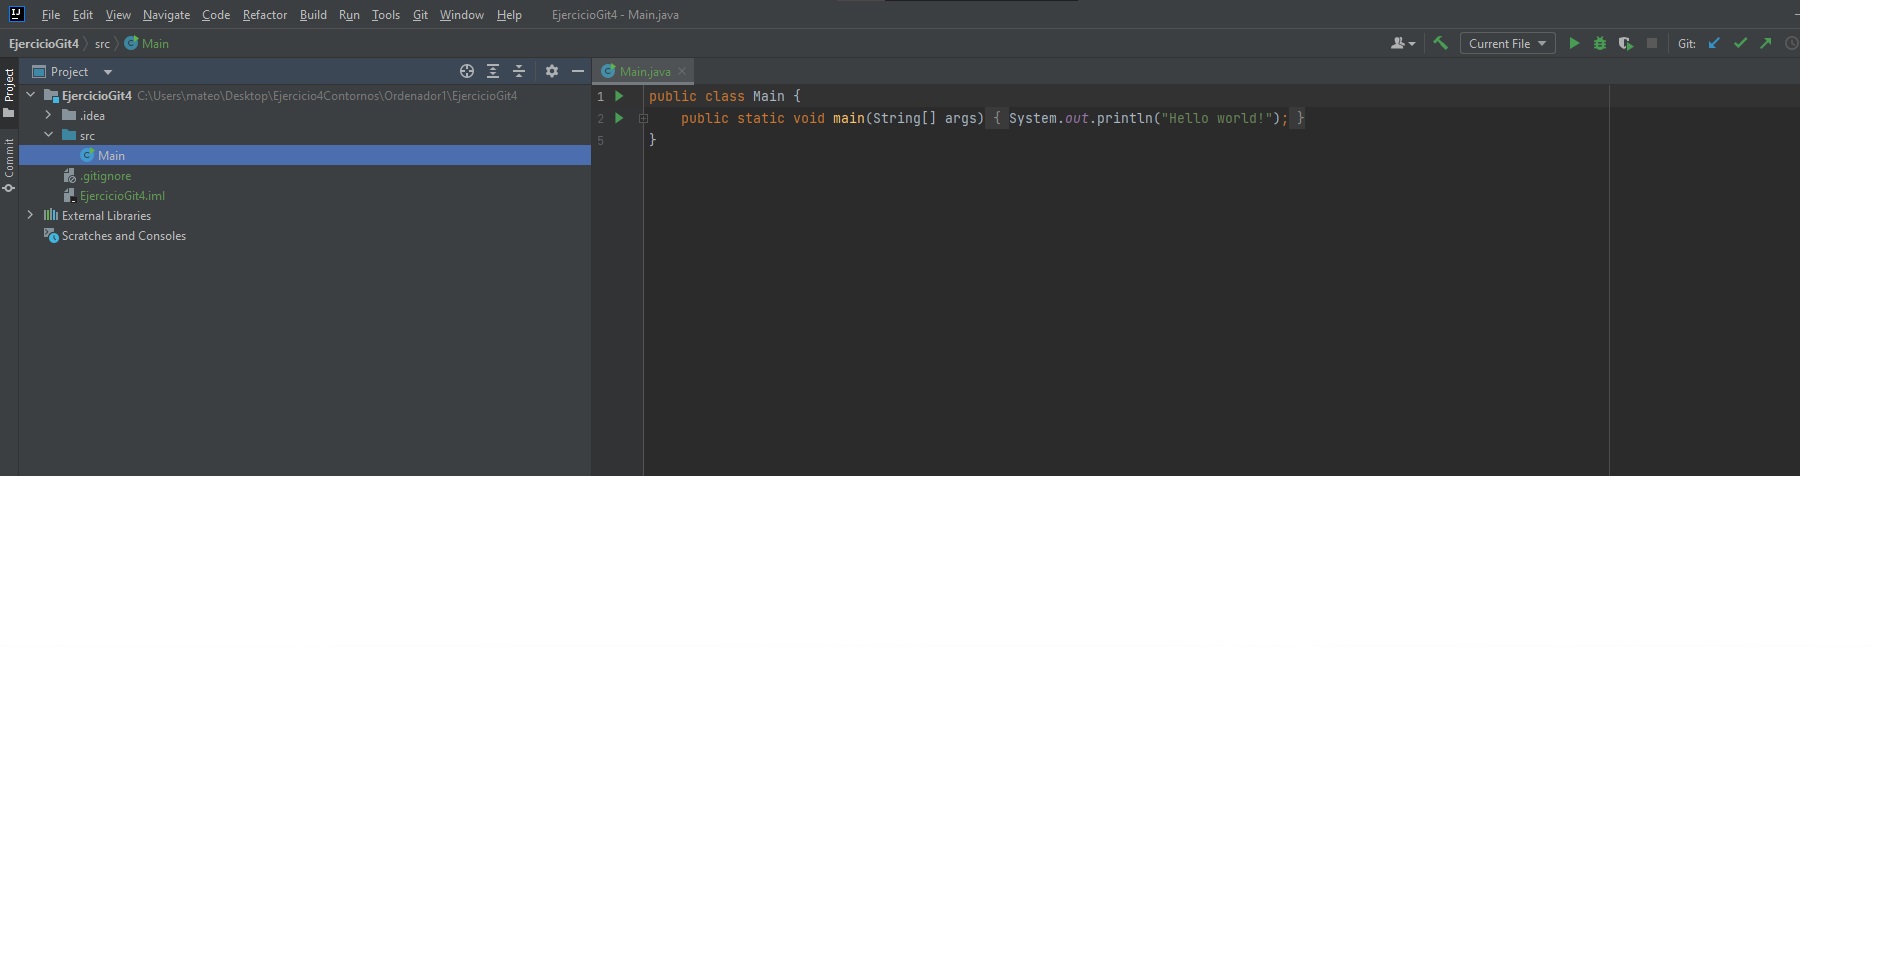 File Edit View Navigate Code Refactor Build Run Tools Git Window Help EjercicioGit4 - Main.java
EjercicioGit4 src Main Current File Git:
Project
Commit
Project
EjercicioGit4 C:\Users\mateo\Desktop\Ejercicio4Contornos\Ordenador1\EjercicioGit4
.idea
src
Main
.gitignore
EjercicioGit4.iml
External Libraries
Scratches and Consoles
Main.java
1 public class Main {
2 public static void main(String[] args) { System.out.println("Hello world!"); }
5 }